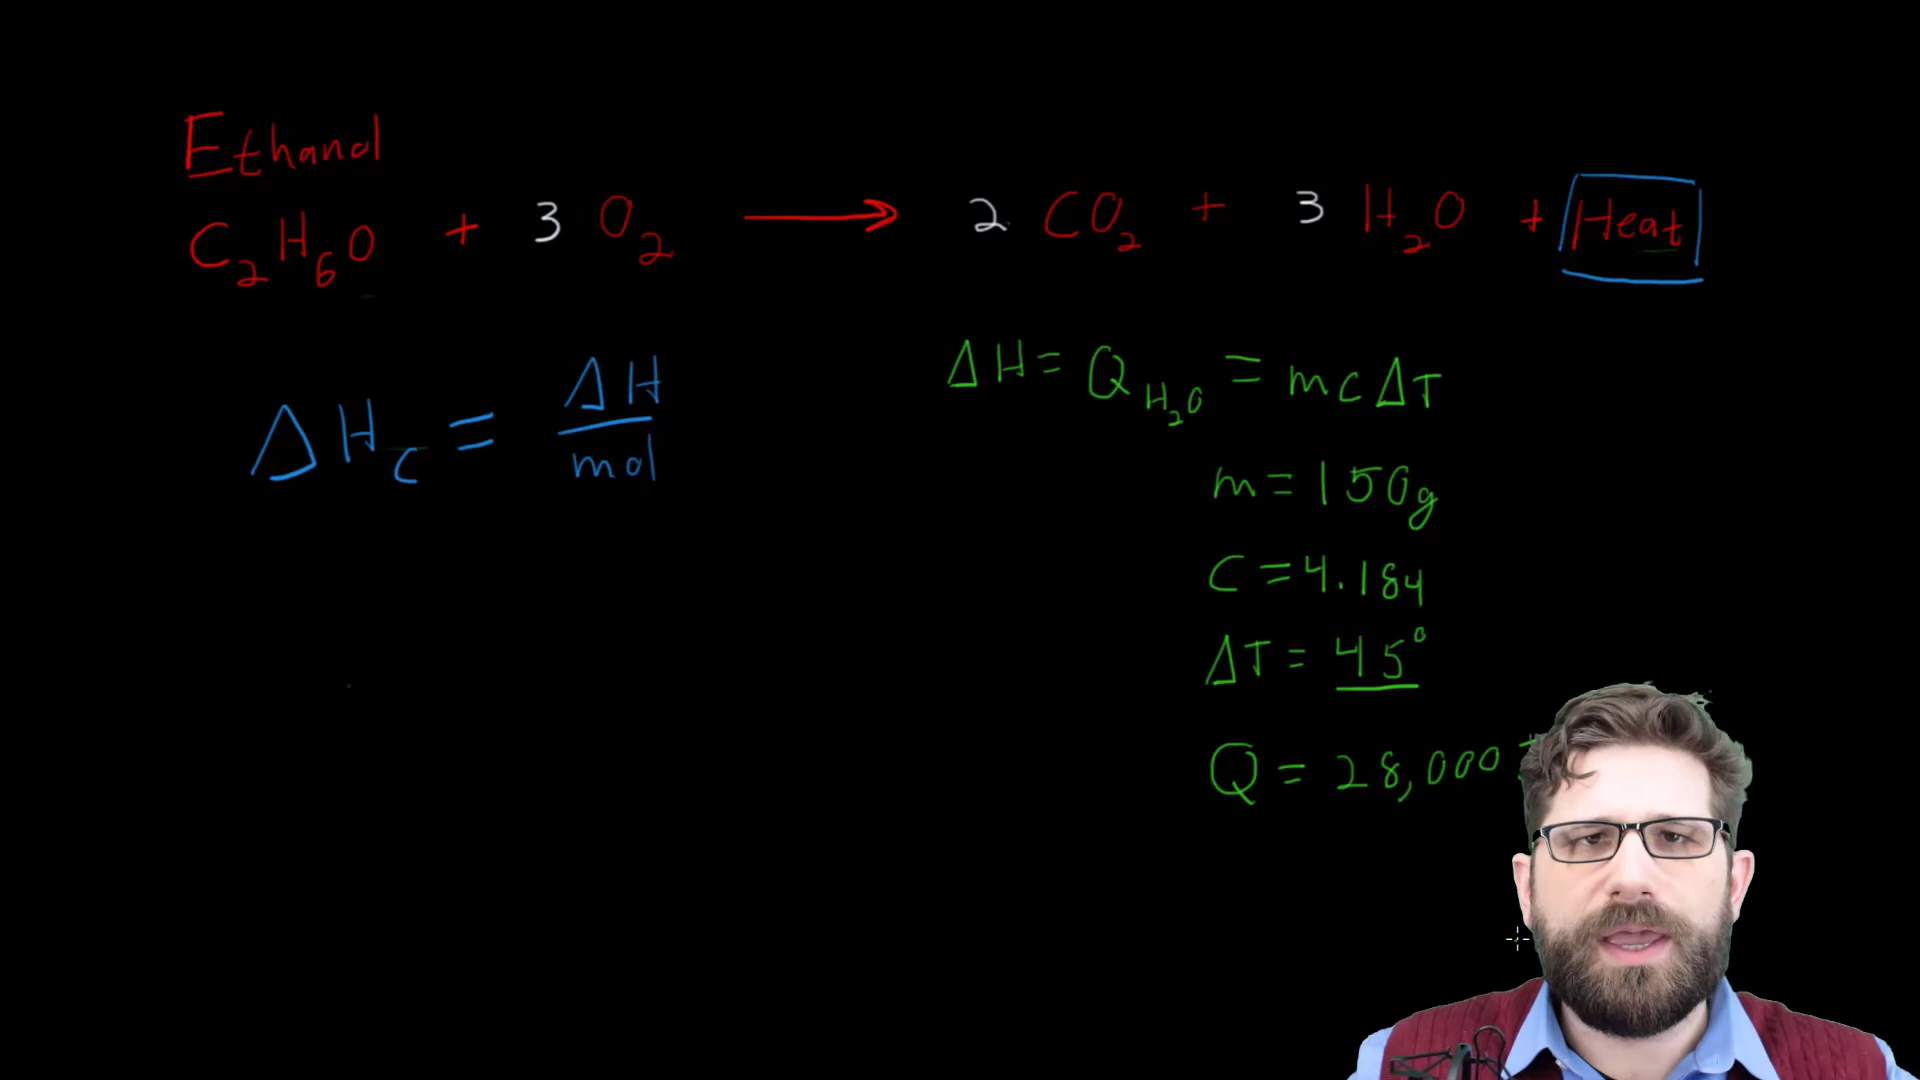 Ethanol
C₂H₆O + 3 O₂ → 2 CO₂ + 3 H₂O + Heat
ΔH_C = ΔH / mol
ΔH = Q_H₂O = mCΔT
m = 150g
C = 4.184
ΔT = 45°
Q = 28,000